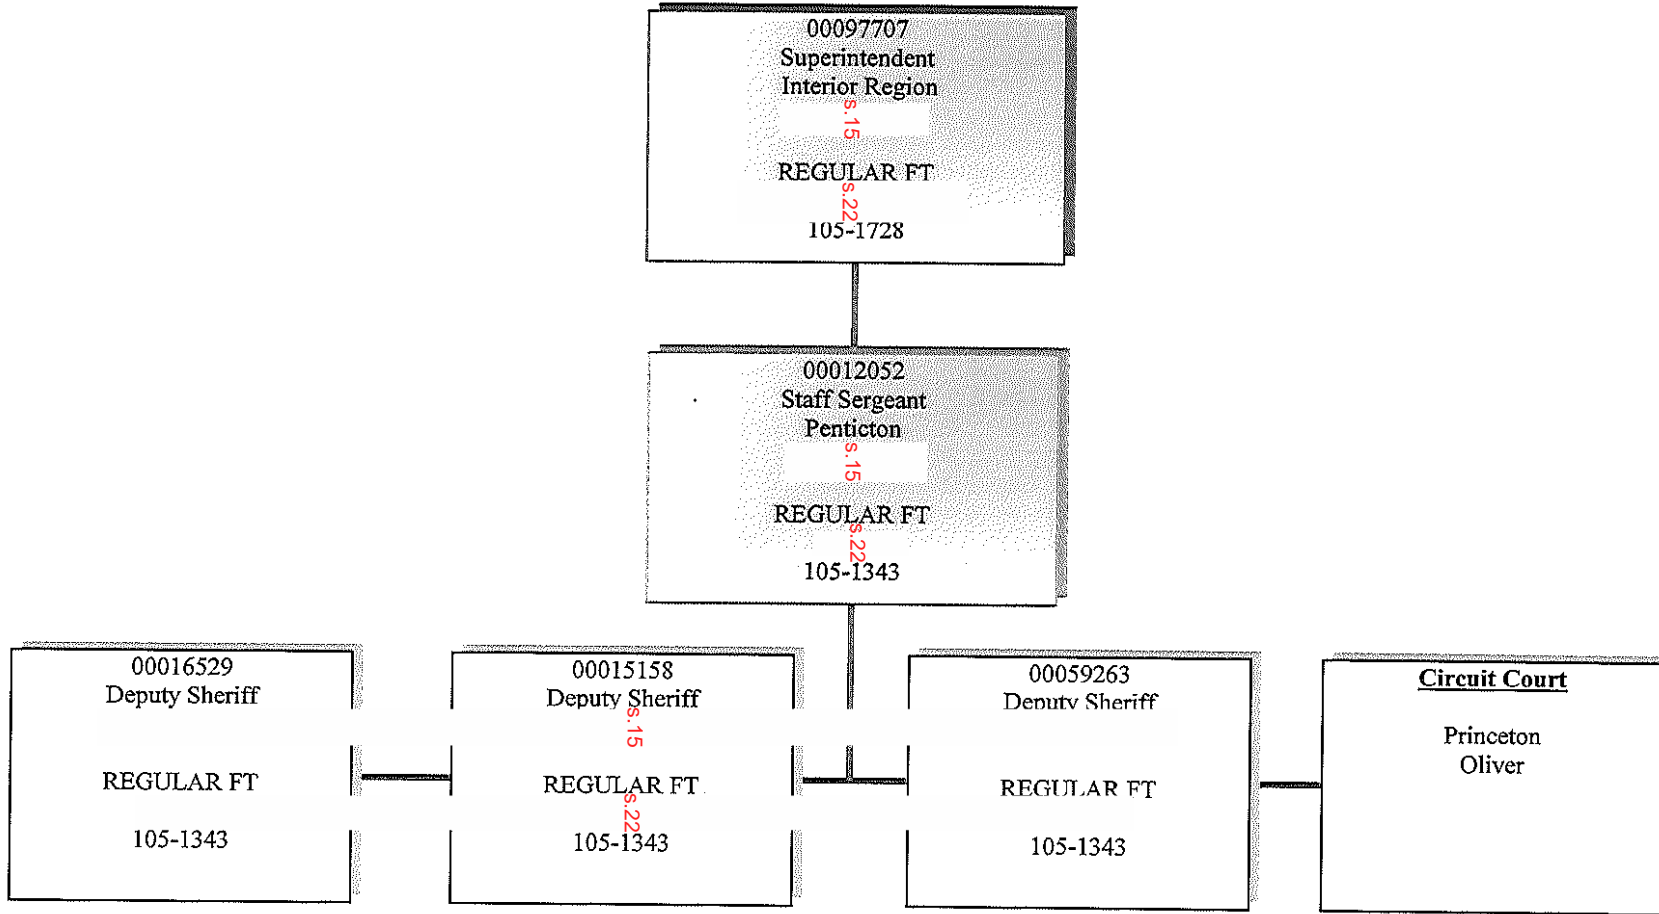 00097707
Superintendent
Interior Region
s.15
REGULAR FT
s.22
105-1728
00012052
Staff Sergeant
Penticton
s.15
REGULAR FT
s.22
105-1343
00016529
Deputy Sheriff
REGULAR FT
105-1343
00015158
Deputy Sheriff
s.15
REGULAR FT
s.22
105-1343
00059263
Deputy Sheriff
REGULAR FT
105-1343
Circuit Court
Princeton
Oliver